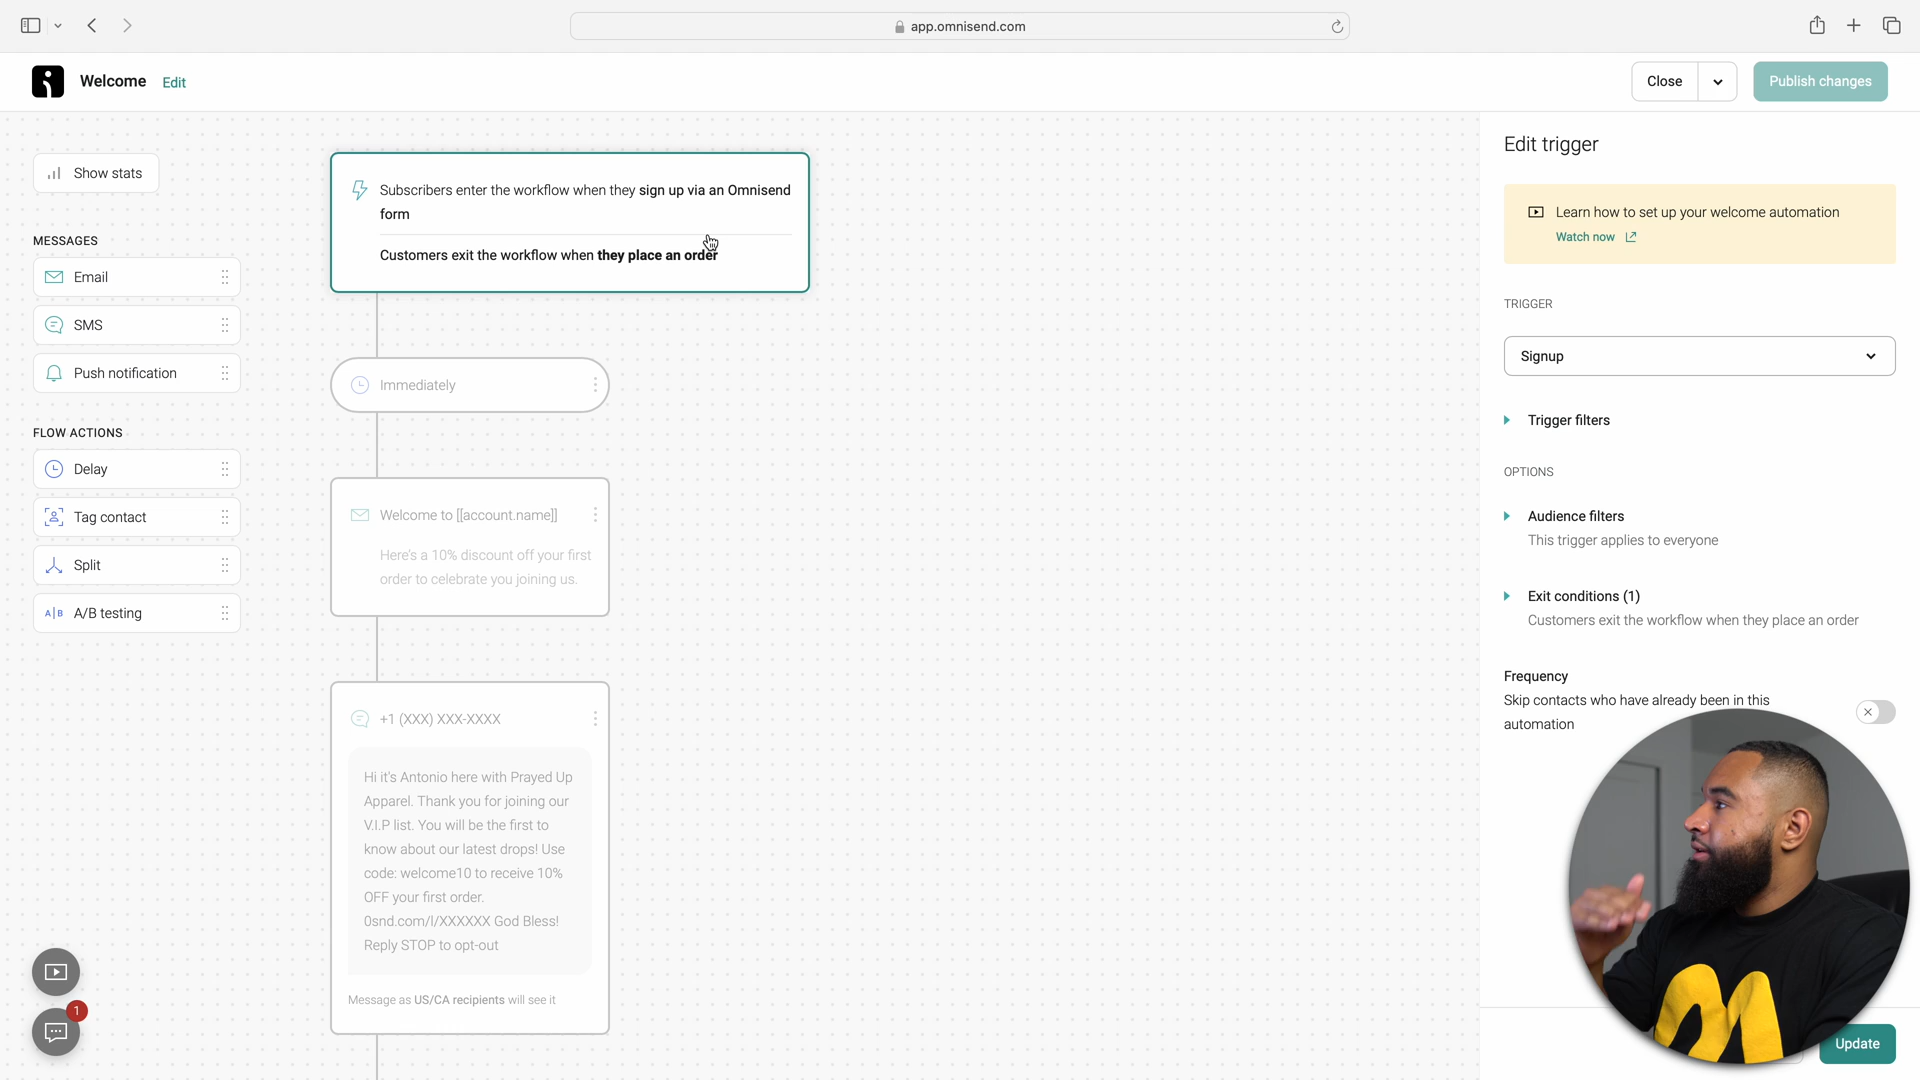 app.omnisend.com
Welcome Edit
Close
Publish changes
Show stats
MESSAGES
Email
SMS
Push notification
FLOW ACTIONS
Delay
Tag contact
Split
A|B A/B testing
1
Subscribers enter the workflow when they sign up via an Omnisend
form
Customers exit the workflow when they place an order
Immediately
Welcome to [[account.name]]
Here's a 10% discount off your first
order to celebrate you joining us.
+1 (XXX) XXX-XXXX
Hi it's Antonio here with Prayed Up
Apparel. Thank you for joining our
V.I.P list. You will be the first to
know about our latest drops! Use
code: welcome10 to receive 10%
OFF your first order.
0snd.com/l/XXXXXX God Bless!
Reply STOP to opt-out
Message as US/CA recipients will see it
Edit trigger
Learn how to set up your welcome automation
Watch now
TRIGGER
Signup
Trigger filters
OPTIONS
Audience filters
This trigger applies to everyone
Exit conditions (1)
Customers exit the workflow when they place an order
Frequency
Skip contacts who have already been in this
automation
Update